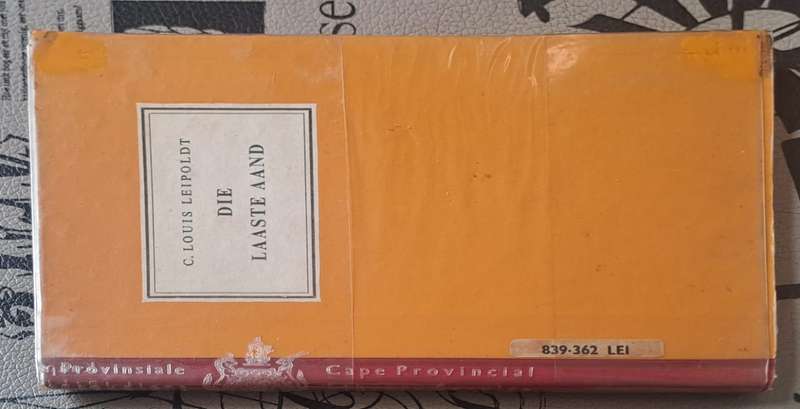 C. LOUIS LEIPOLDT
DIE
LAASTE AAND
839·362 LEI
Provinsiale
Cape Provincial